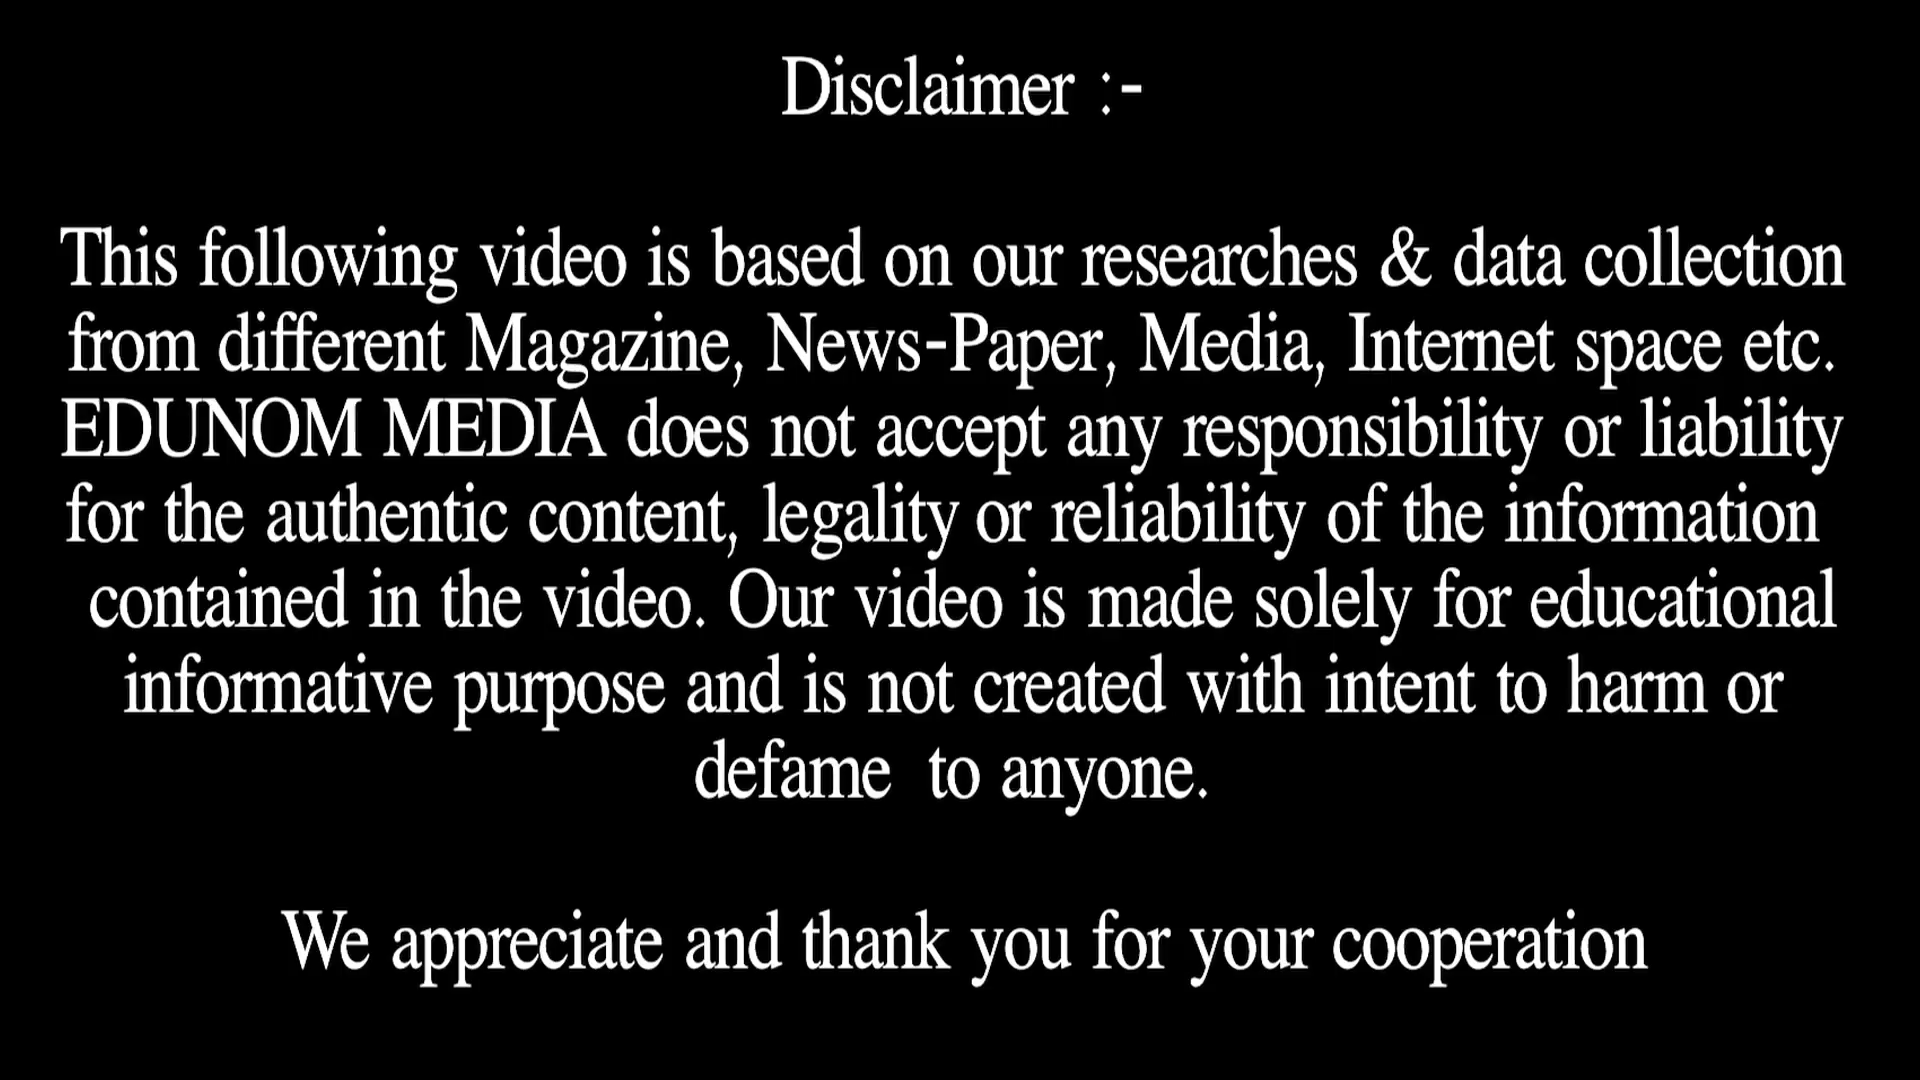 Disclaimer :-
This following video is based on our researches & data collection
from different Magazine, News-Paper, Media, Internet space etc.
EDUNOM MEDIA does not accept any responsibility or liability
for the authentic content, legality or reliability of the information
contained in the video. Our video is made solely for educational
informative purpose and is not created with intent to harm or
defame to anyone.
We appreciate and thank you for your cooperation